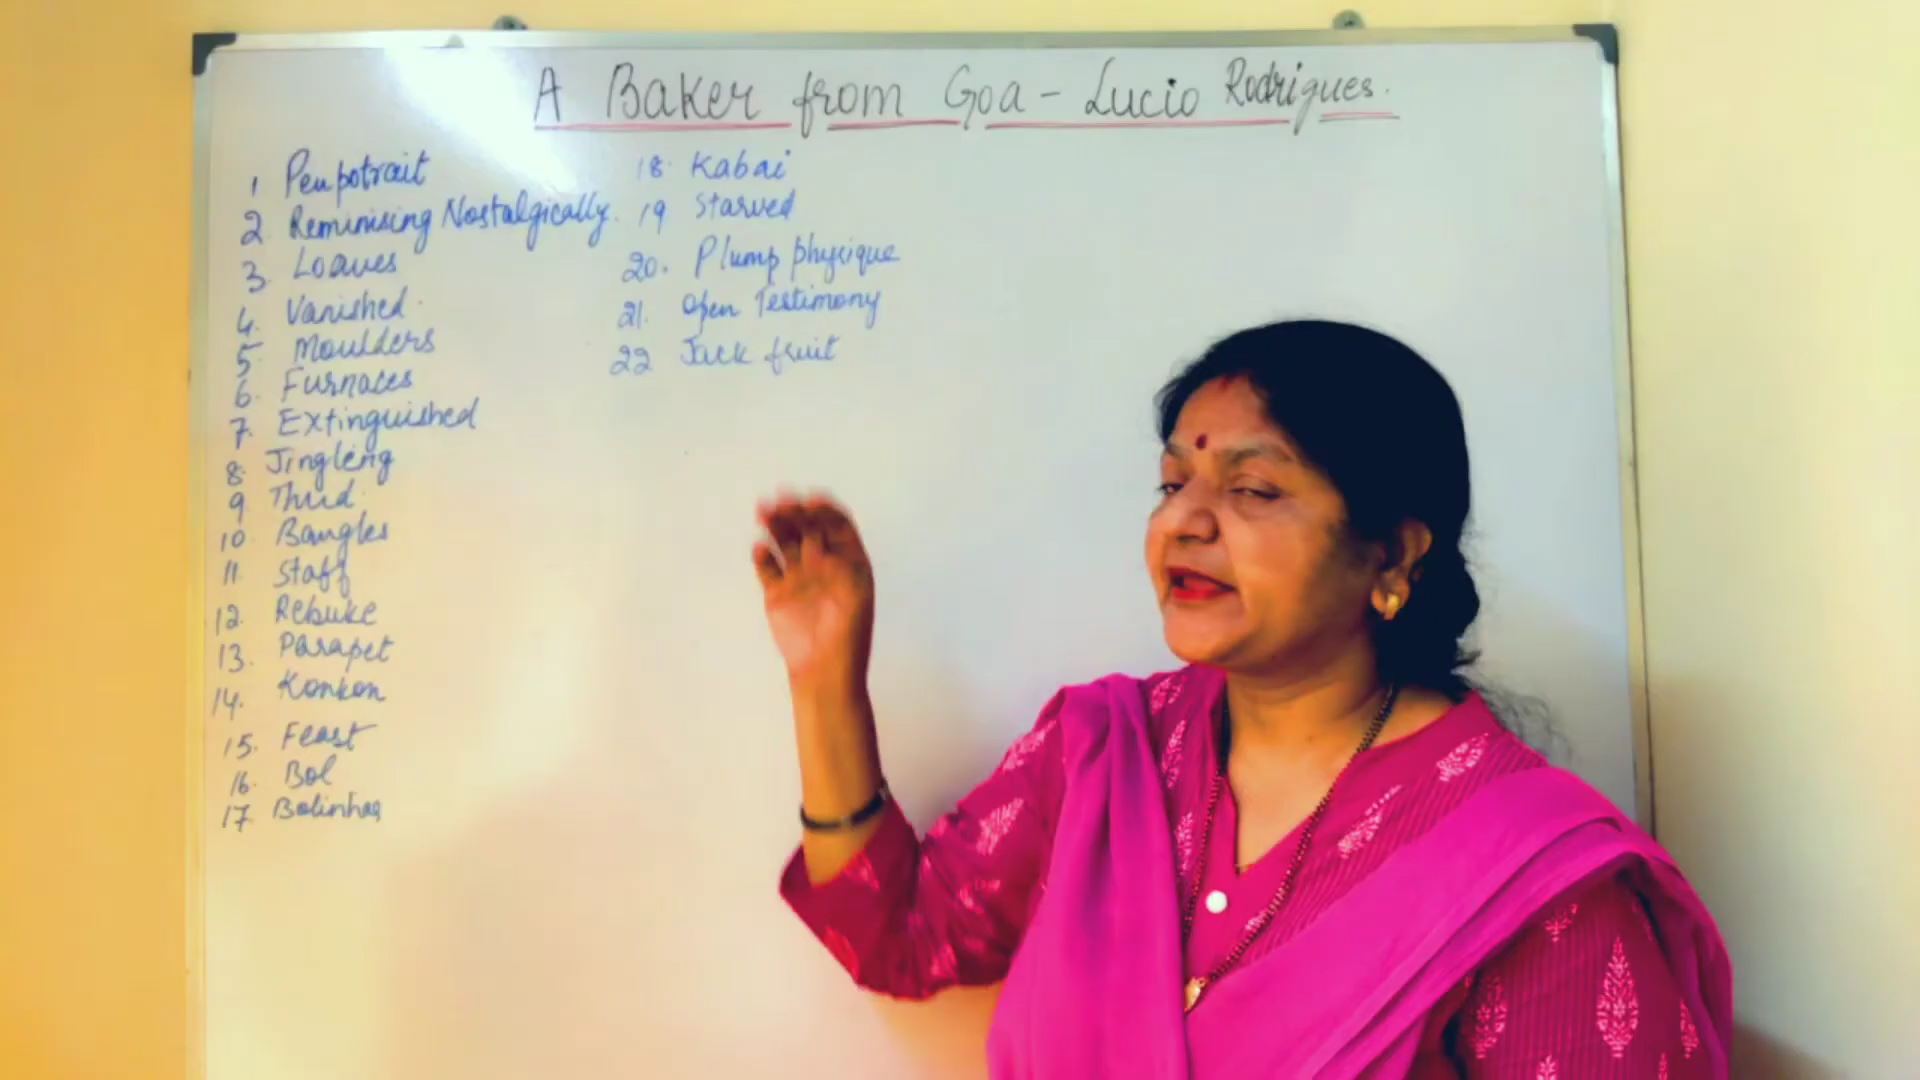 A Baker from Goa - Lucio Rodrigues.
1 Penpotrait
2. Reminising Nostalgically.
3. Loaves
4. Vanished.
5. Moulders
6. Furnaces
7. Extinguished
8. Jingleng
9 Thud.
10 Bangles
11. Staff
12. Rebuke
13. Parapet
14. Konkon
15. Feast
16. Bol
17. Bolinhas
18. Kabai
19 Starved
20. Plump physique
21. Open Testimony
22 Jack fruit